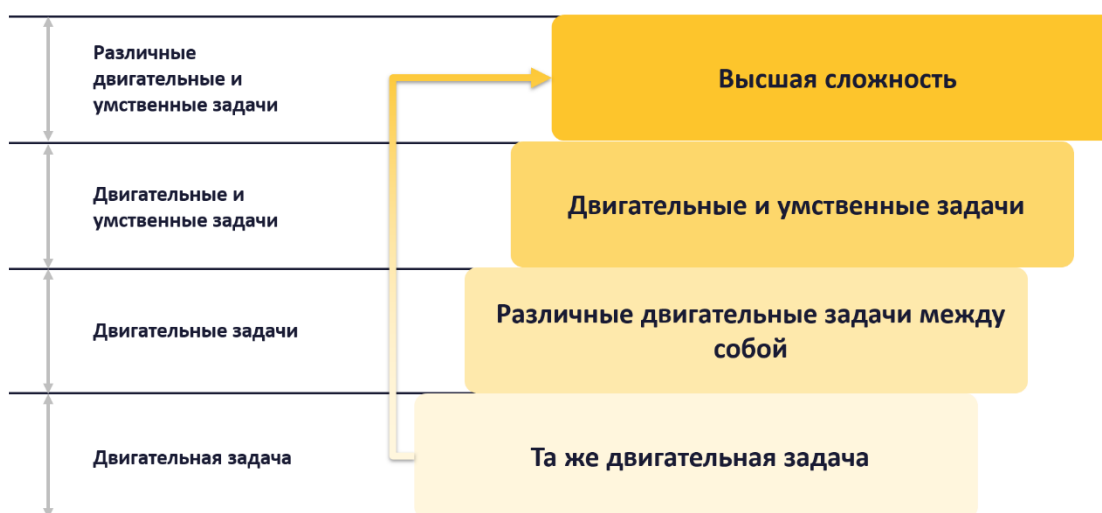 Различные
двигательные и
умственные задачи
Высшая сложность
Двигательные и
умственные задачи
Двигательные и умственные задачи
Двигательные задачи
Различные двигательные задачи между
собой
Двигательная задача
Та же двигательная задача